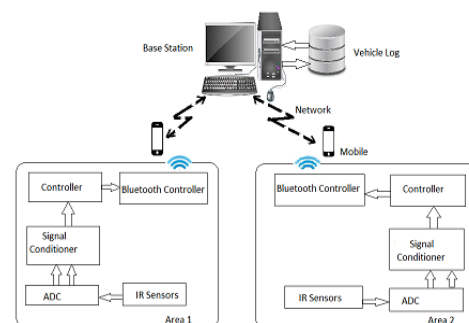 Base Station
Vehicle Log
Network
Mobile
Controller
Bluetooth Controller
Signal
Conditioner
ADC
IR Sensors
Area 1
Bluetooth Controller
Controller
Signal
Conditioner
IR Sensors
ADC
Area 2